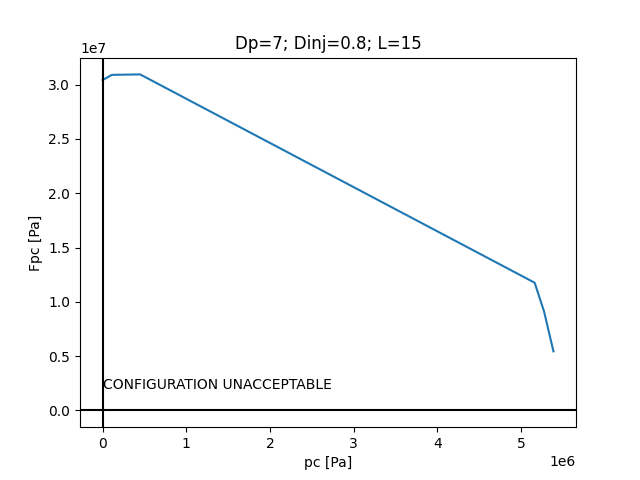 Dp=7; Dinj=0.8; L=15
1e7
3.0
2.5
2.0
1.5
1.0
0.5
0.0
Fpc [Pa]
CONFIGURATION UNACCEPTABLE
0 1 2 3 4 5
1e6
pc [Pa]